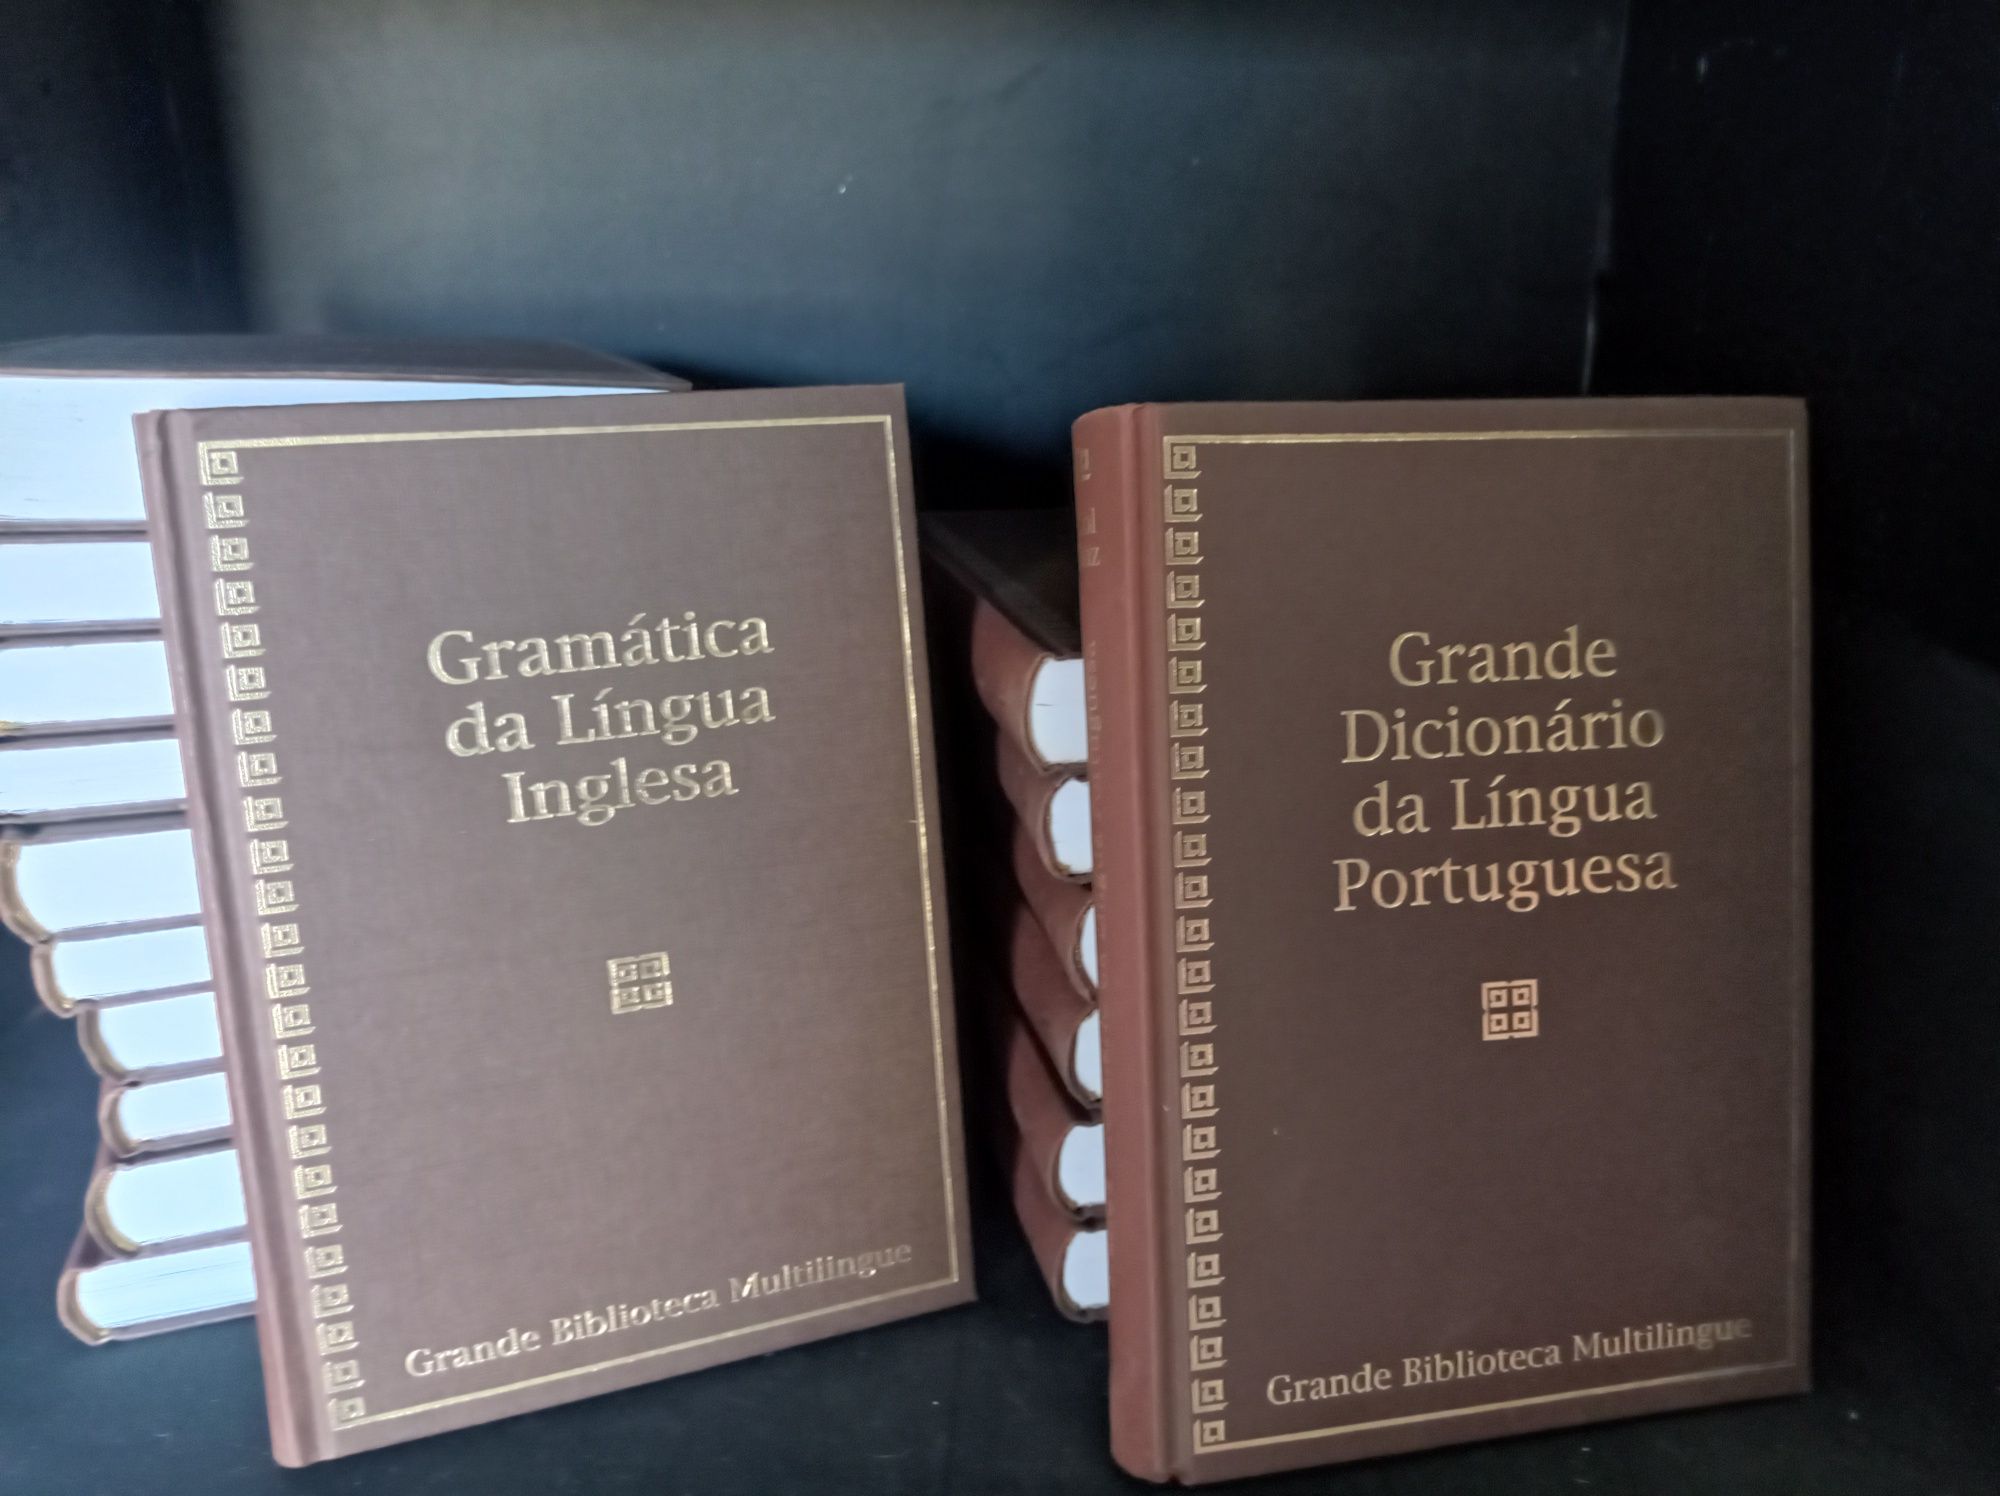 Gramática
da Língua
Inglesa
Grande Biblioteca Multilingue
Grande
Dicionário
da Língua
Portuguesa
Grande Biblioteca Multilingue